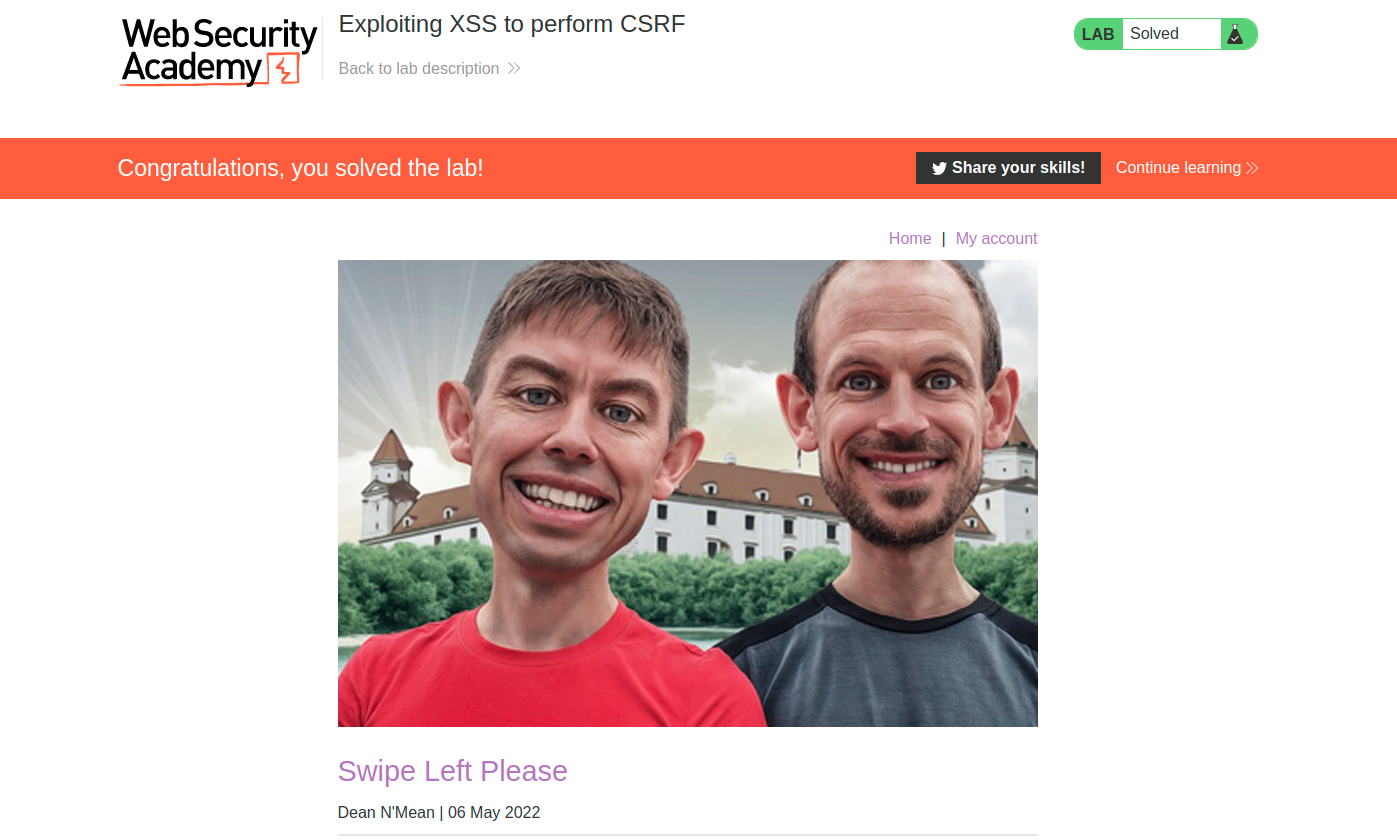 Web Security
Academy
Exploiting XSS to perform CSRF
Back to lab description
LAB Solved
Congratulations, you solved the lab!
Share your skills!
Continue learning
Home | My account
Swipe Left Please
Dean N'Mean | 06 May 2022